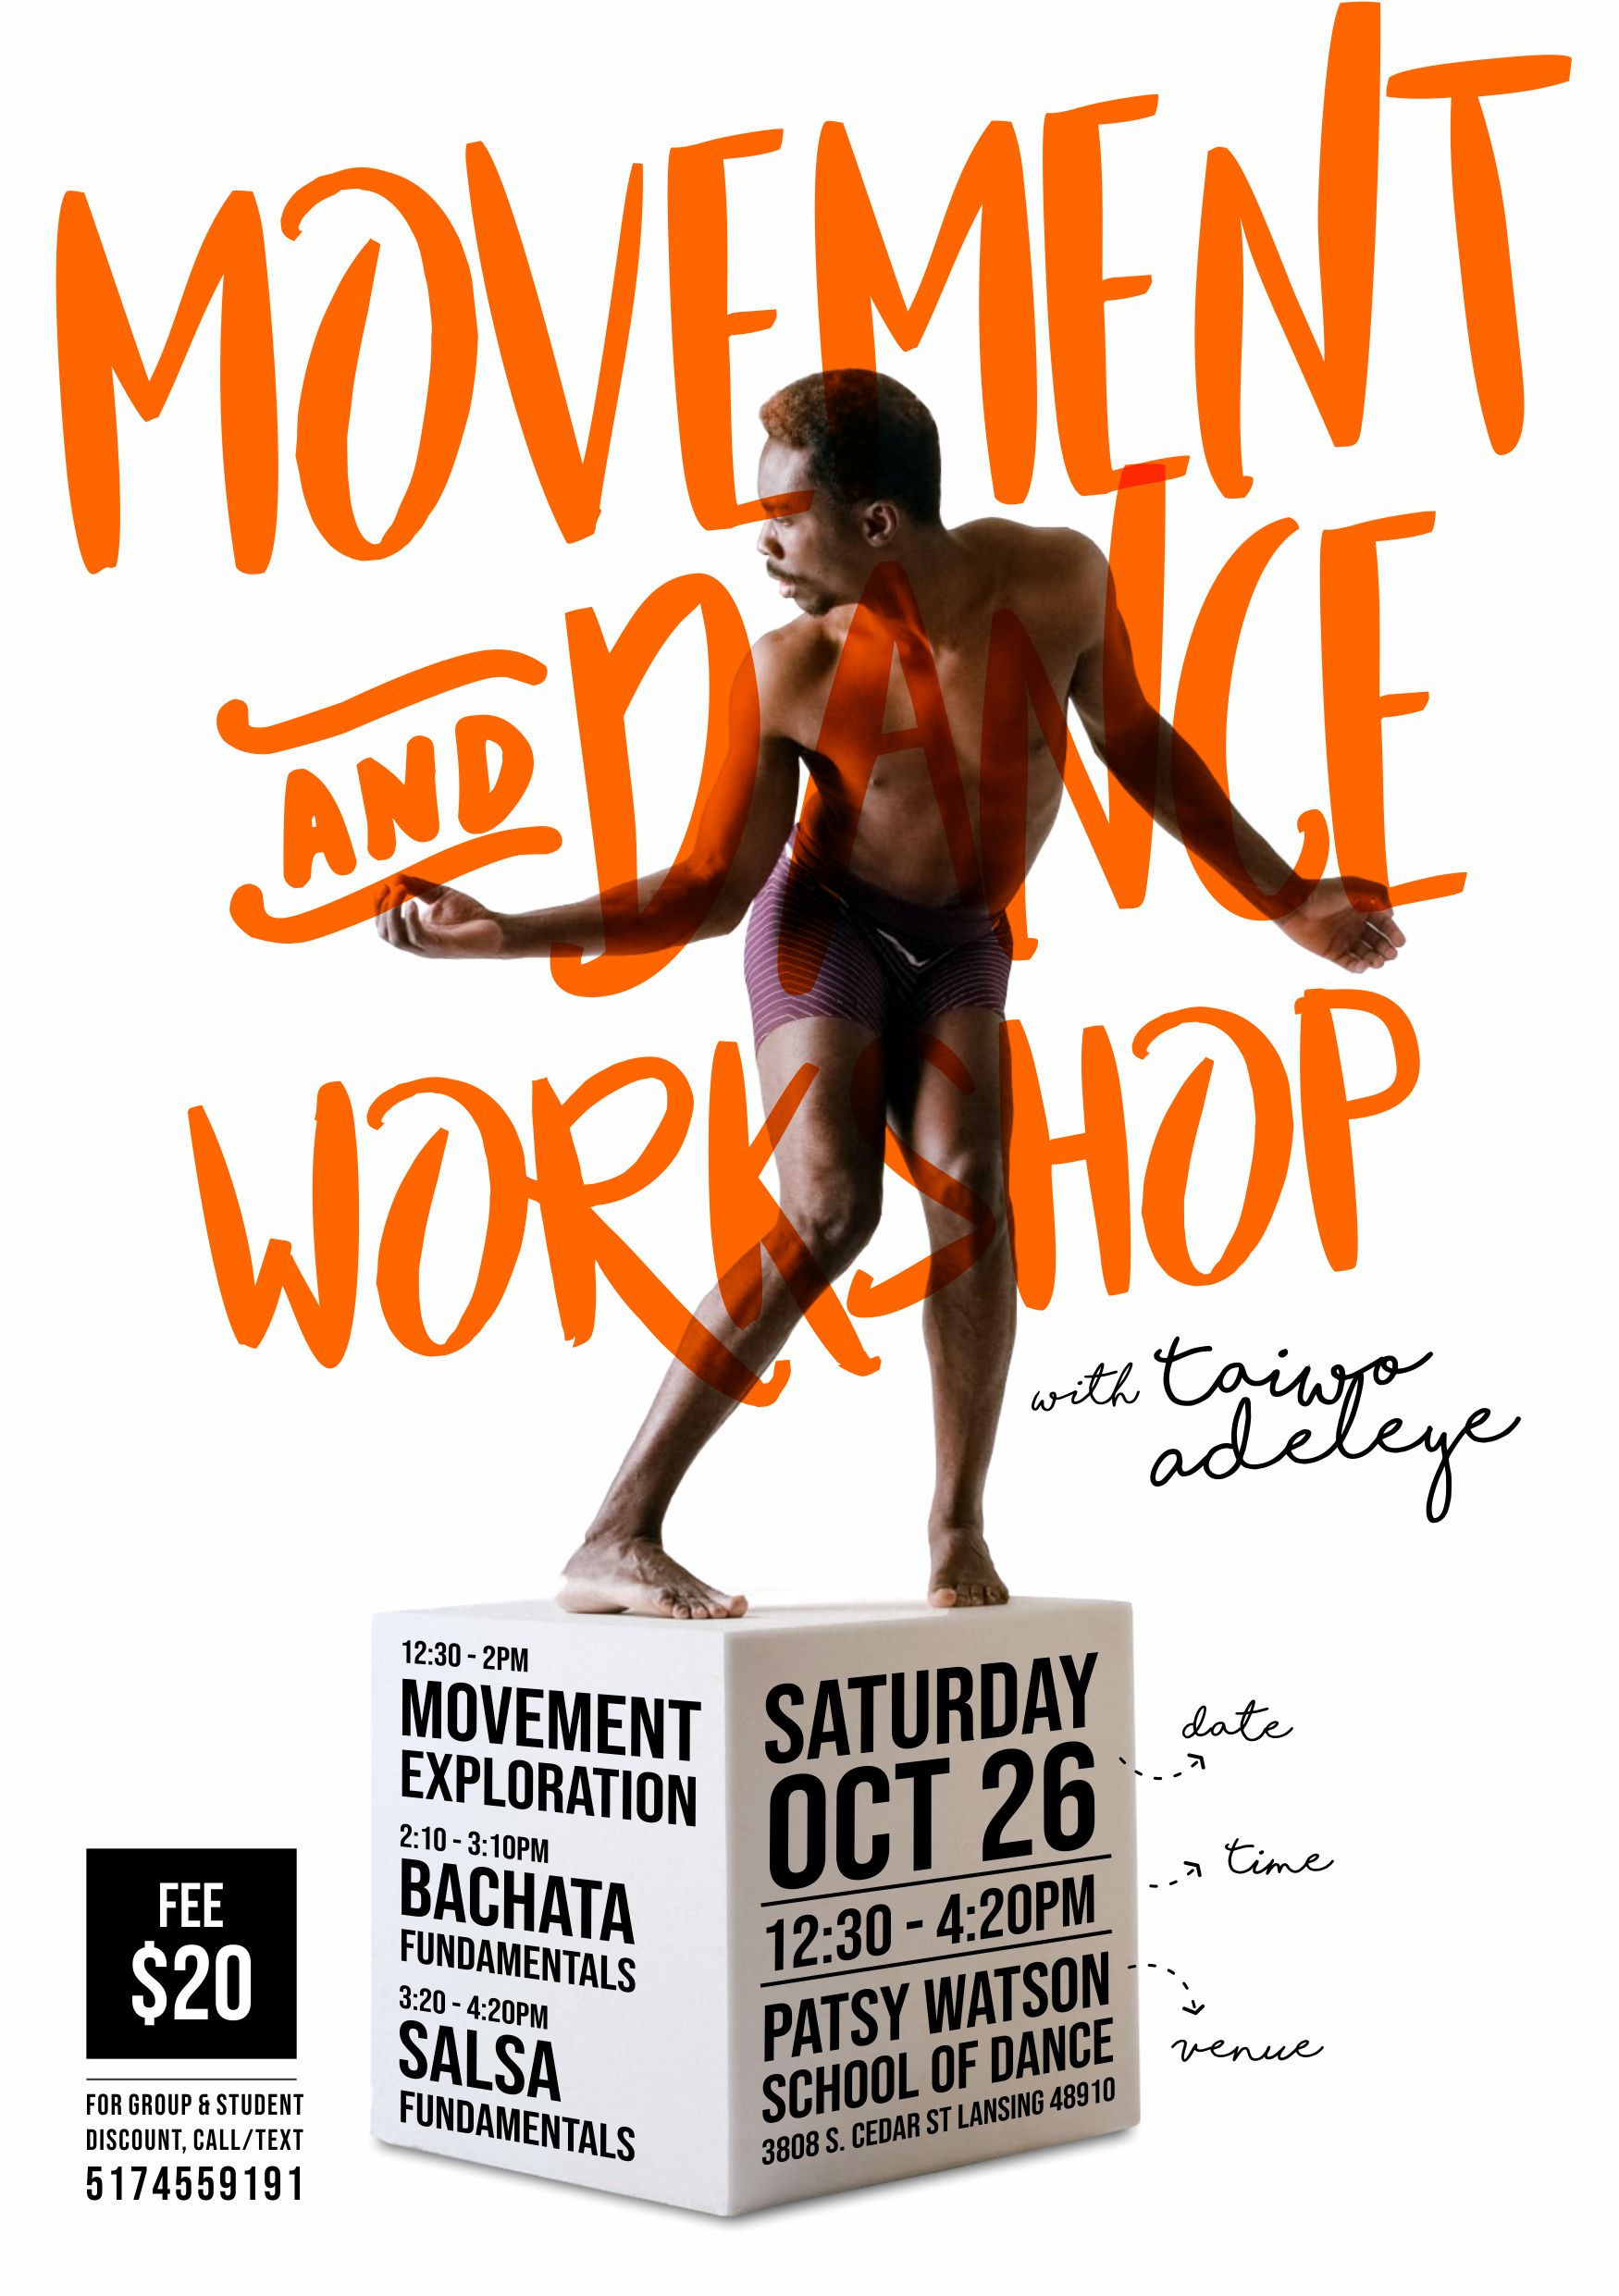 MOVEMENT
AND DANCE
WORKSHOP
with taiwo
adeleye
12:30 - 2PM
MOVEMENT
EXPLORATION
2:10 - 3:10PM
BACHATA
FUNDAMENTALS
3:20 - 4:20PM
SALSA
FUNDAMENTALS
SATURDAY
OCT 26
12:30 - 4:20PM
PATSY WATSON
SCHOOL OF DANCE
3808 S. CEDAR ST LANSING 48910
date
time
venue
FEE
$20
FOR GROUP & STUDENT
DISCOUNT, CALL/TEXT
5174559191